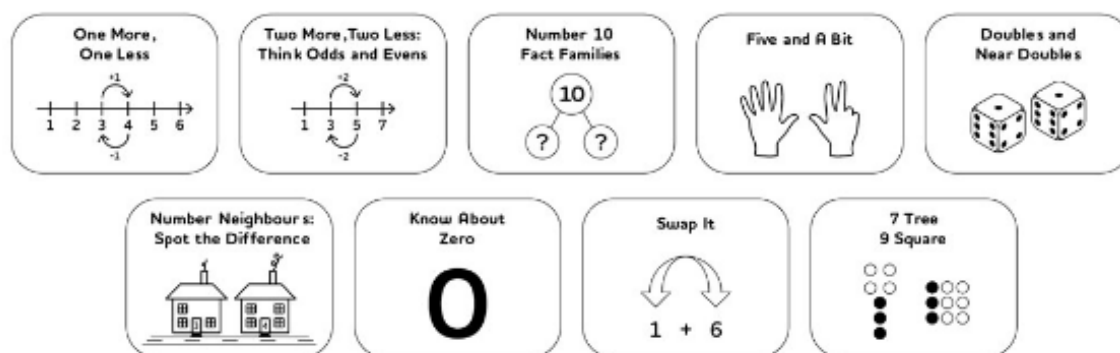 One More,
One Less
+1
1 2 3 4 5 6
-1
Two More, Two Less:
Think Odds and Evens
+2
1 3 5 7
-2
Number 10
Fact Families
10
? ?
Five and A Bit
Doubles and
Near Doubles
Number Neighbours:
Spot the Difference
Know About
Zero
0
Swap It
1 + 6
7 Tree
9 Square